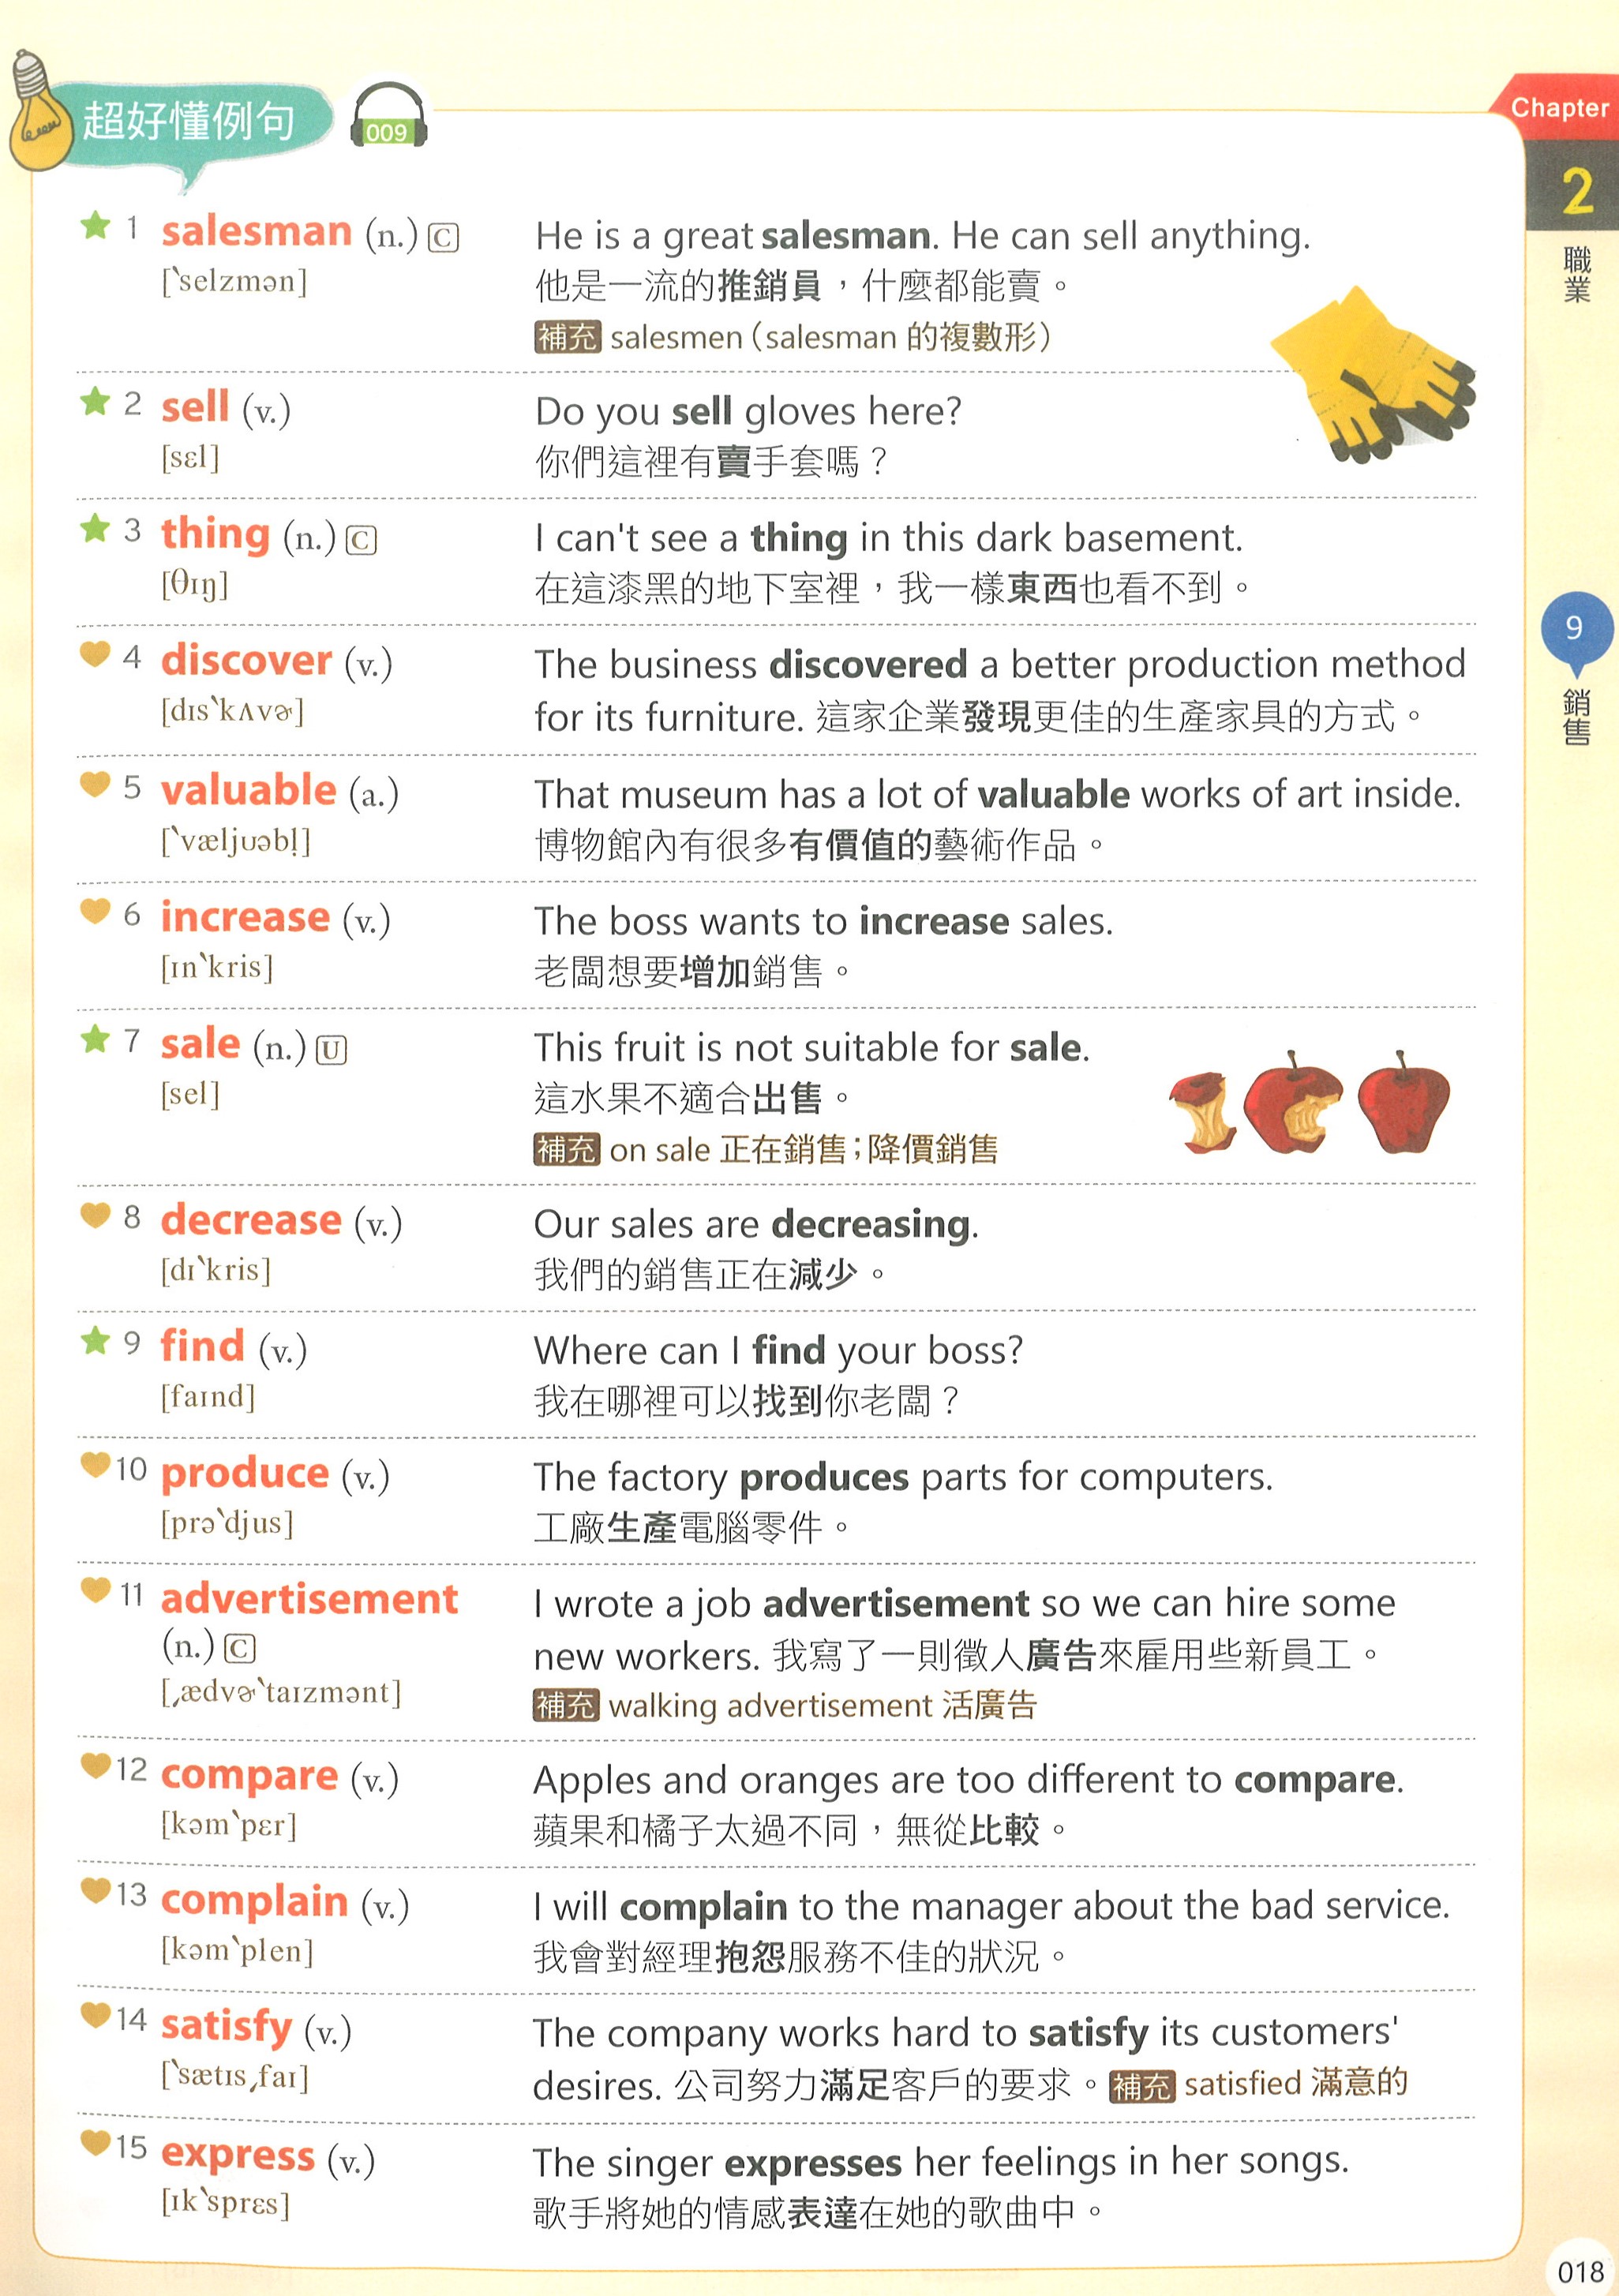 超好懂例句
009
Chapter
2
職業
9
銷售
1 salesman (n.) C
[ˋselzmən]
He is a great salesman. He can sell anything.
他是一流的推銷員，什麼都能賣。
補充 salesmen（salesman 的複數形）
2 sell (v.)
[sɛl]
Do you sell gloves here?
你們這裡有賣手套嗎？
3 thing (n.) C
[θɪŋ]
I can't see a thing in this dark basement.
在這漆黑的地下室裡，我一樣東西也看不到。
4 discover (v.)
[dɪsˋkʌvɚ]
The business discovered a better production method
for its furniture. 這家企業發現更佳的生產家具的方式。
5 valuable (a.)
[ˋvæljuəbl̩]
That museum has a lot of valuable works of art inside.
博物館內有很多有價值的藝術作品。
6 increase (v.)
[ɪnˋkris]
The boss wants to increase sales.
老闆想要增加銷售。
7 sale (n.) U
[sel]
This fruit is not suitable for sale.
這水果不適合出售。
補充 on sale 正在銷售；降價銷售
8 decrease (v.)
[dɪˋkris]
Our sales are decreasing.
我們的銷售正在減少。
9 find (v.)
[faɪnd]
Where can I find your boss?
我在哪裡可以找到你老闆？
10 produce (v.)
[prəˋdjus]
The factory produces parts for computers.
工廠生產電腦零件。
11 advertisement
(n.) C
[ˏædvɚˋtaɪzmənt]
I wrote a job advertisement so we can hire some
new workers. 我寫了一則徵人廣告來雇用些新員工。
補充 walking advertisement 活廣告
12 compare (v.)
[kəmˋpɛr]
Apples and oranges are too different to compare.
蘋果和橘子太過不同，無從比較。
13 complain (v.)
[kəmˋplen]
I will complain to the manager about the bad service.
我會對經理抱怨服務不佳的狀況。
14 satisfy (v.)
[ˋsætɪsˏfaɪ]
The company works hard to satisfy its customers'
desires. 公司努力滿足客戶的要求。補充 satisfied 滿意的
15 express (v.)
[ɪkˋsprɛs]
The singer expresses her feelings in her songs.
歌手將她的情感表達在她的歌曲中。
018